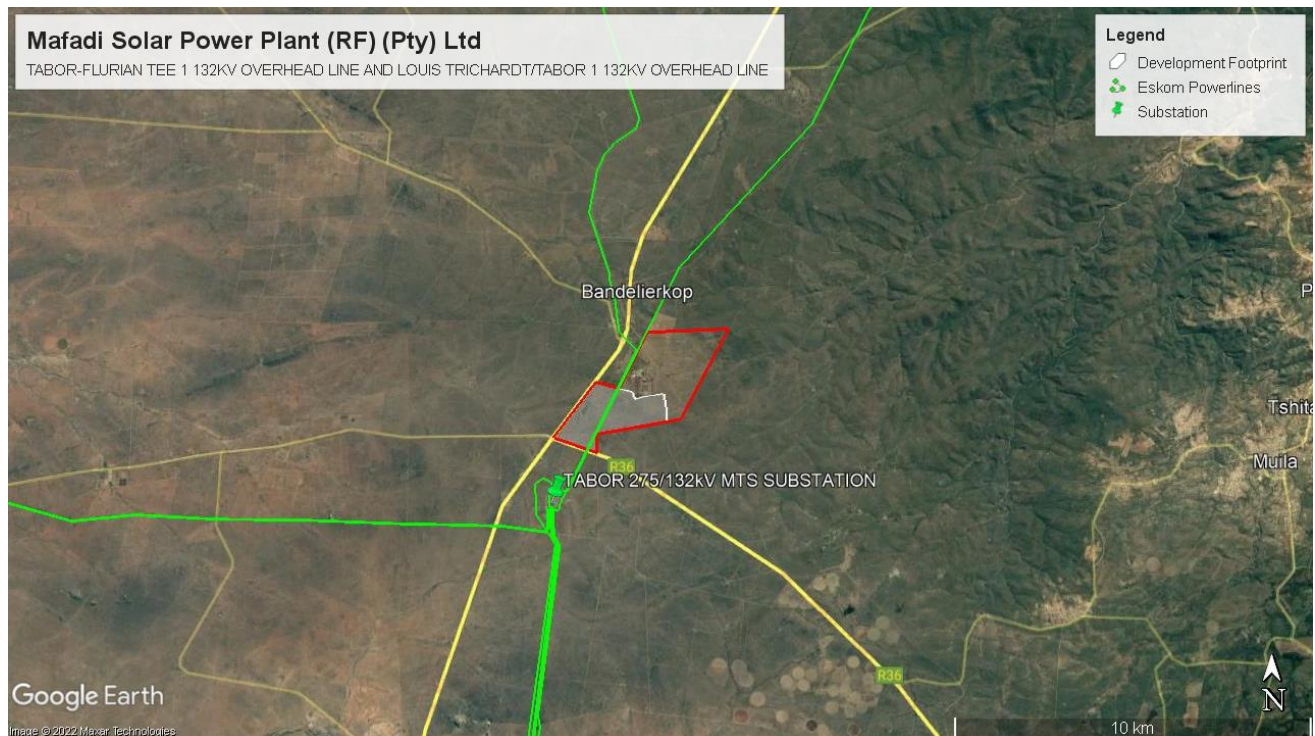 Mafadi Solar Power Plant (RF) (Pty) Ltd
TABOR-FLURIAN TEE 1 132KV OVERHEAD LINE AND LOUIS TRICHARDT/TABOR 1 132KV OVERHEAD LINE
Legend
Development Footprint
Eskom Powerlines
Substation
Bandelierkop
P
Tshita
Muila
R36
TABOR 275/132kV MTS SUBSTATION
R36
Google Earth
N
Image © 2022 Maxar Technologies
10 km